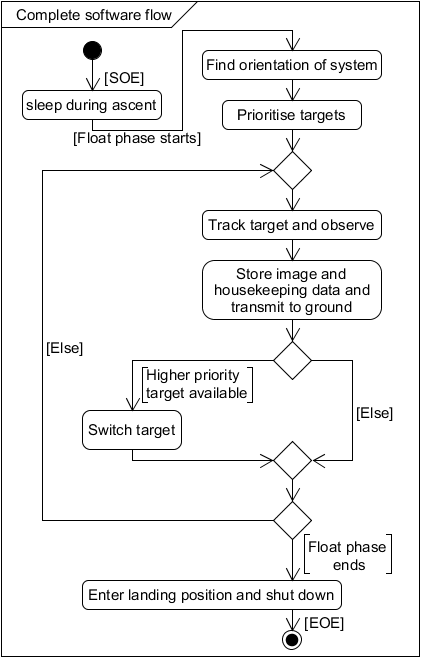 Complete software flow
[SOE]
sleep during ascent
[Float phase starts]
Find orientation of system
Prioritise targets
Track target and observe
Store image and
housekeeping data and
transmit to ground
[Else]
Higher priority
target available
[Else]
Switch target
Float phase
ends
Enter landing position and shut down
[EOE]